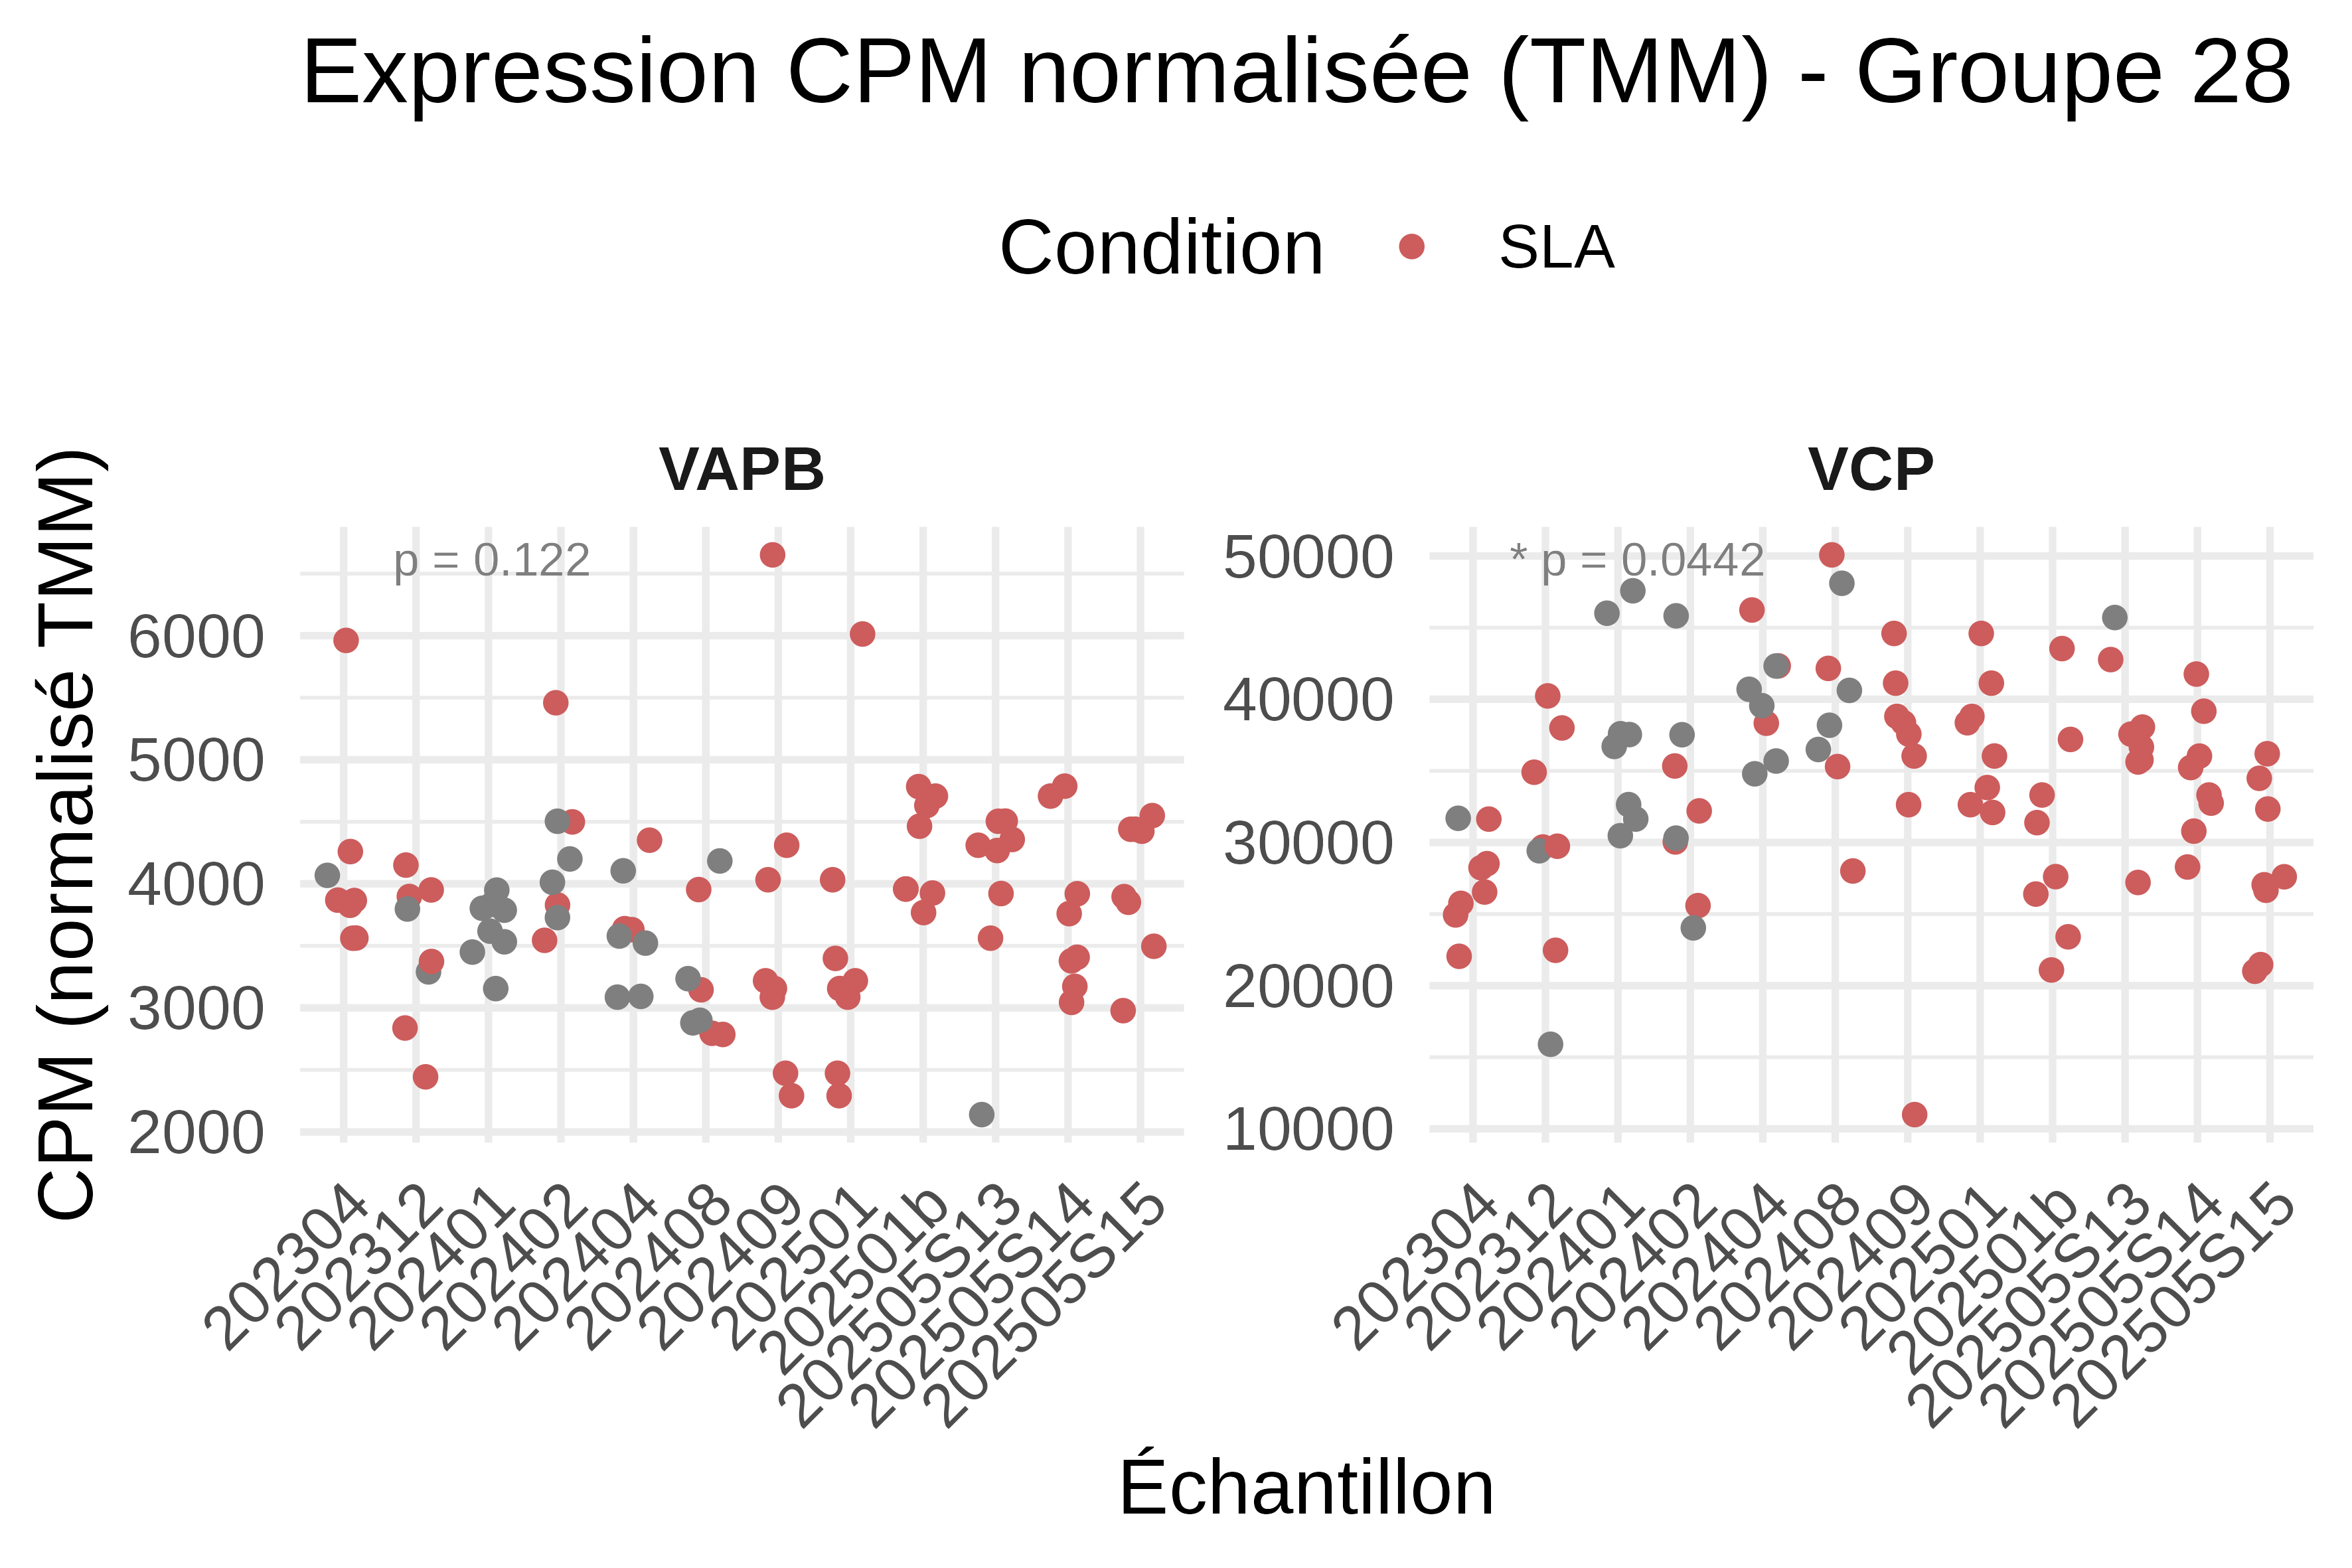 Expression CPM normalisée (TMM) - Groupe 28
Condition SLA
VAPB
VCP
CPM (normalisé TMM)
p = 0.122
6000
5000
4000
3000
2000
* p = 0.0442
50000
40000
30000
20000
10000
202304
202312
202401
202402
202404
202408
202409
202501
202501b
202505S13
202505S14
202505S15
202304
202312
202401
202402
202404
202408
202409
202501
202501b
202505S13
202505S14
202505S15
Échantillon